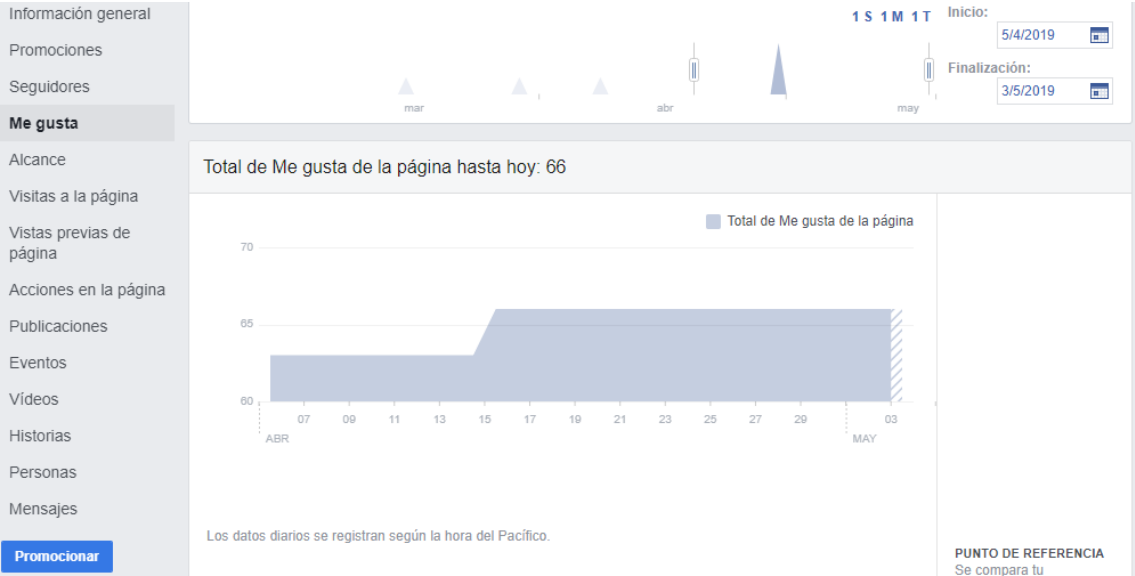 Información general
Promociones
Seguidores
Me gusta
Alcance
Visitas a la página
Vistas previas de
página
Acciones en la página
Publicaciones
Eventos
Vídeos
Historias
Personas
Mensajes
Promocionar
1 S 1 M 1 T
Inicio:
5/4/2019
Finalización:
3/5/2019
mar abr may
Total de Me gusta de la página hasta hoy: 66
Total de Me gusta de la página
70
65
60
07 09 11 13 15 17 19 21 23 25 27 29 03
ABR MAY
Los datos diarios se registran según la hora del Pacífico.
PUNTO DE REFERENCIA
Se compara tu